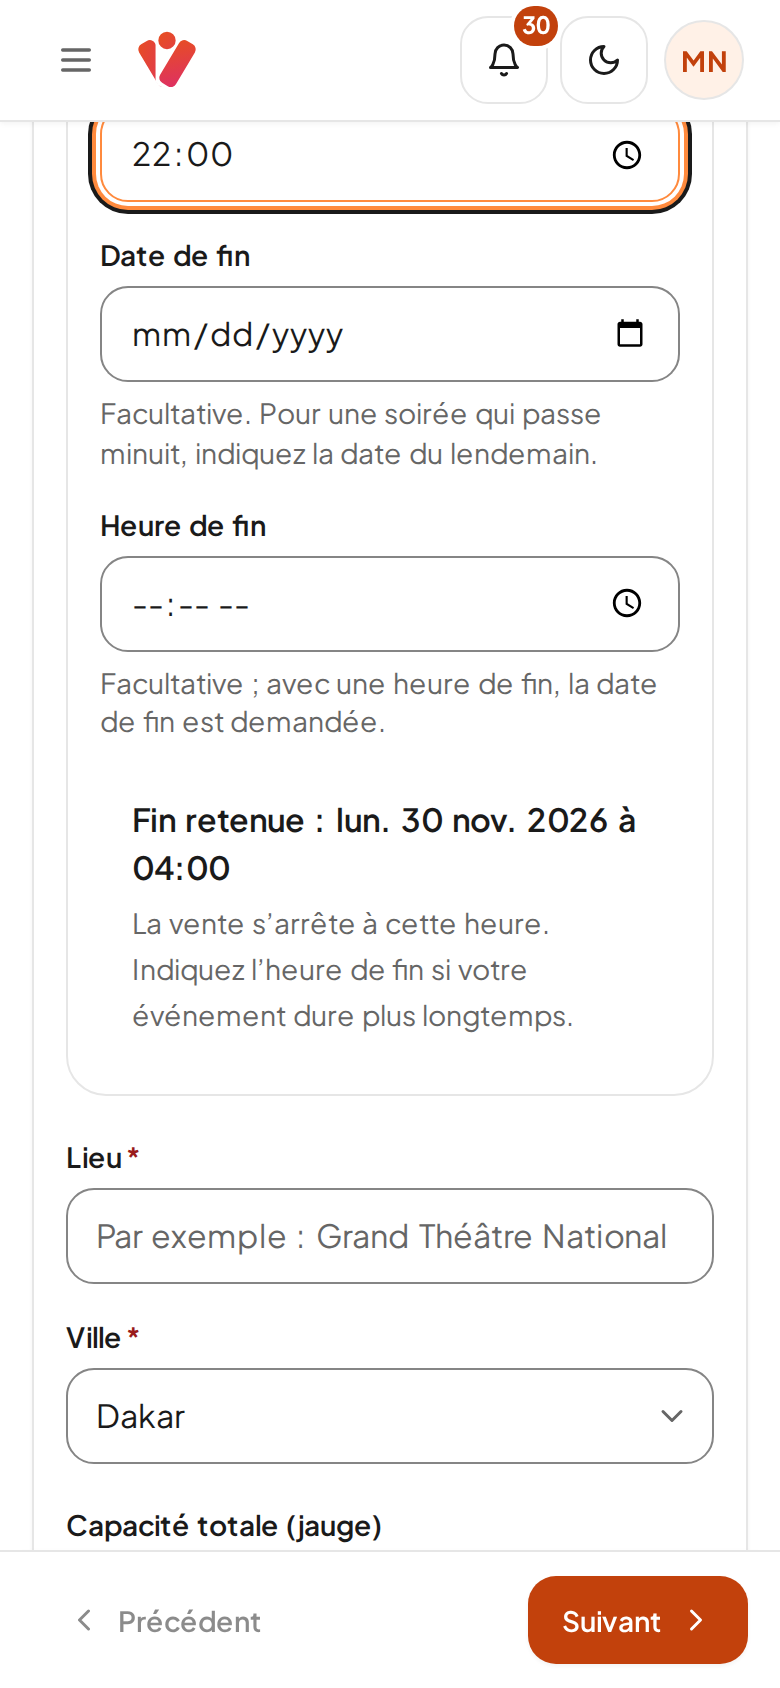 30
MN
22:00
Date de fin
mm/dd/yyyy
Facultative. Pour une soirée qui passe
minuit, indiquez la date du lendemain.
Heure de fin
--:-- --
Facultative ; avec une heure de fin, la date
de fin est demandée.
Fin retenue : lun. 30 nov. 2026 à
04:00
La vente s’arrête à cette heure.
Indiquez l’heure de fin si votre
événement dure plus longtemps.
Lieu *
Par exemple : Grand Théâtre National
Ville *
Dakar
Capacité totale (jauge)
Précédent
Suivant